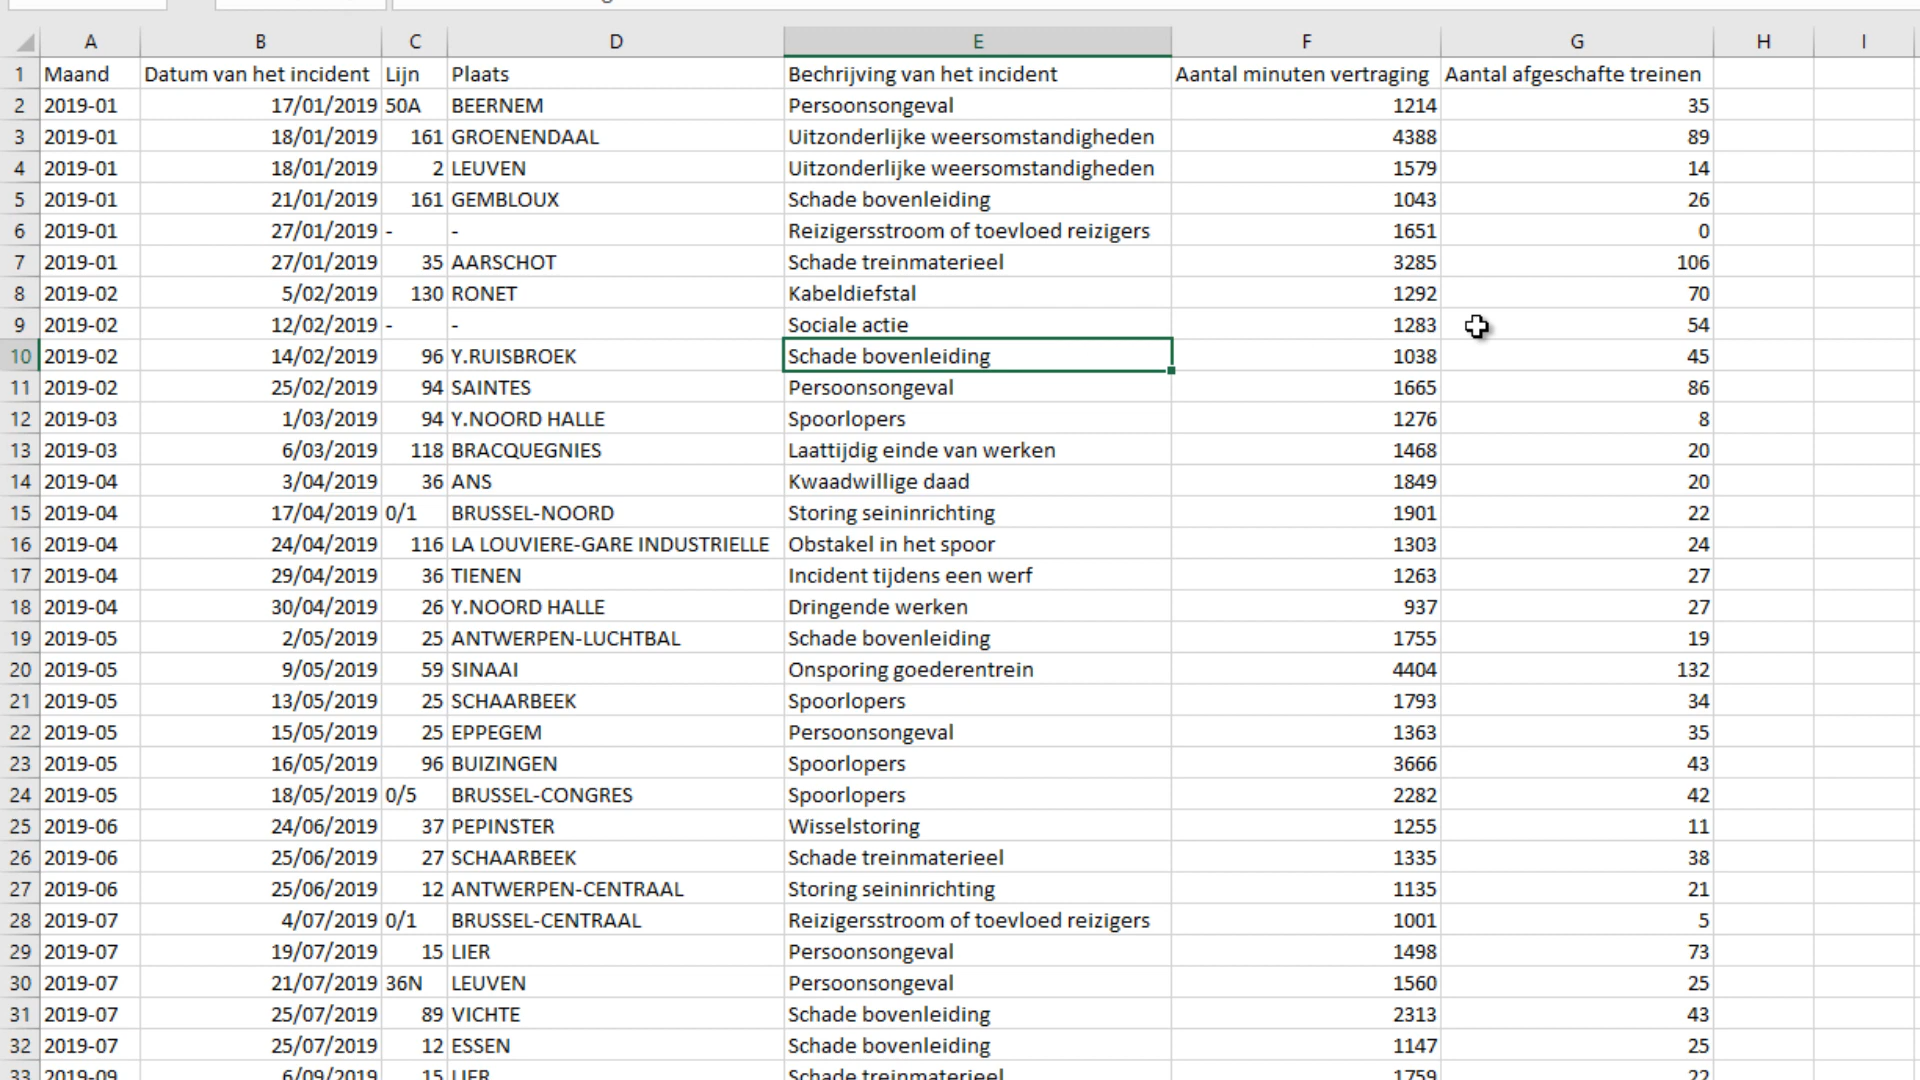 A B C D E F G H I
1 Maand Datum van het incident Lijn Plaats Bechrijving van het incident Aantal minuten vertraging Aantal afgeschafte treinen
2 2019-01 17/01/2019 50A BEERNEM Persoonsongeval 1214 35
3 2019-01 18/01/2019 161 GROENENDAAL Uitzonderlijke weersomstandigheden 4388 89
4 2019-01 18/01/2019 2 LEUVEN Uitzonderlijke weersomstandigheden 1579 14
5 2019-01 21/01/2019 161 GEMBLOUX Schade bovenleiding 1043 26
6 2019-01 27/01/2019 - - Reizigersstroom of toevloed reizigers 1651 0
7 2019-01 27/01/2019 35 AARSCHOT Schade treinmaterieel 3285 106
8 2019-02 5/02/2019 130 RONET Kabeldiefstal 1292 70
9 2019-02 12/02/2019 - - Sociale actie 1283 54
10 2019-02 14/02/2019 96 Y.RUISBROEK Schade bovenleiding 1038 45
11 2019-02 25/02/2019 94 SAINTES Persoonsongeval 1665 86
12 2019-03 1/03/2019 94 Y.NOORD HALLE Spoorlopers 1276 8
13 2019-03 6/03/2019 118 BRACQUEGNIES Laattijdig einde van werken 1468 20
14 2019-04 3/04/2019 36 ANS Kwaadwillige daad 1849 20
15 2019-04 17/04/2019 0/1 BRUSSEL-NOORD Storing seininrichting 1901 22
16 2019-04 24/04/2019 116 LA LOUVIERE-GARE INDUSTRIELLE Obstakel in het spoor 1303 24
17 2019-04 29/04/2019 36 TIENEN Incident tijdens een werf 1263 27
18 2019-04 30/04/2019 26 Y.NOORD HALLE Dringende werken 937 27
19 2019-05 2/05/2019 25 ANTWERPEN-LUCHTBAL Schade bovenleiding 1755 19
20 2019-05 9/05/2019 59 SINAAI Onsporing goederentrein 4404 132
21 2019-05 13/05/2019 25 SCHAARBEEK Spoorlopers 1793 34
22 2019-05 15/05/2019 25 EPPEGEM Persoonsongeval 1363 35
23 2019-05 16/05/2019 96 BUIZINGEN Spoorlopers 3666 43
24 2019-05 18/05/2019 0/5 BRUSSEL-CONGRES Spoorlopers 2282 42
25 2019-06 24/06/2019 37 PEPINSTER Wisselstoring 1255 11
26 2019-06 25/06/2019 27 SCHAARBEEK Schade treinmaterieel 1335 38
27 2019-06 25/06/2019 12 ANTWERPEN-CENTRAAL Storing seininrichting 1135 21
28 2019-07 4/07/2019 0/1 BRUSSEL-CENTRAAL Reizigersstroom of toevloed reizigers 1001 5
29 2019-07 19/07/2019 15 LIER Persoonsongeval 1498 73
30 2019-07 21/07/2019 36N LEUVEN Persoonsongeval 1560 25
31 2019-07 25/07/2019 89 VICHTE Schade bovenleiding 2313 43
32 2019-07 25/07/2019 12 ESSEN Schade bovenleiding 1147 25
33 2019-09 6/09/2019 15 LIER Schade treinmaterieel 1759 22